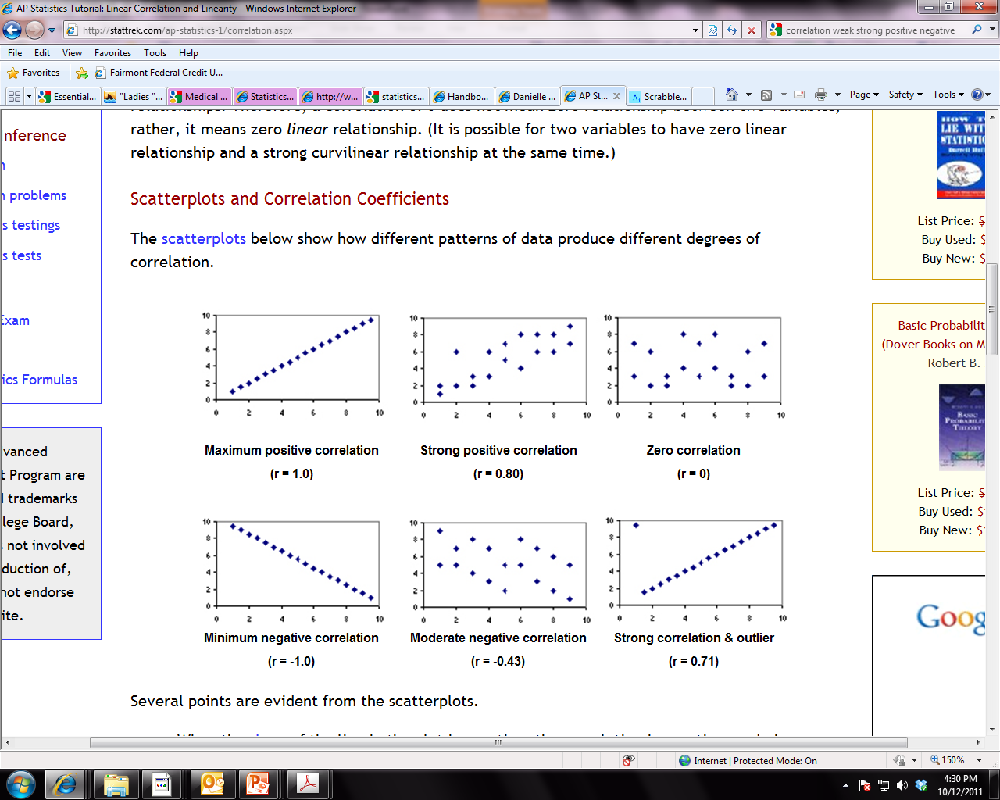 AP Statistics Tutorial: Linear Correlation and Linearity - Windows Internet Explorer
http://stattrek.com/ap-statistics-1/correlation.aspx
correlation weak strong positive negative
File Edit View Favorites Tools Help
Favorites Fairmont Federal Credit U...
Essential... "Ladies "... Medical ... Statistics... http://w... statistics... Handbo... Danielle ... AP St... Scrabble... Page Safety Tools
rather, it means zero linear relationship. (It is possible for two variables to have zero linear
relationship and a strong curvilinear relationship at the same time.)
Inference
n
n problems
s testings
s tests
Exam
ics Formulas
Scatterplots and Correlation Coefficients
The scatterplots below show how different patterns of data produce different degrees of
correlation.
10 8 6 4 2 0
0 2 4 6 8 10
Maximum positive correlation
(r = 1.0)
10 8 6 4 2 0
0 2 4 6 8 10
Strong positive correlation
(r = 0.80)
10 8 6 4 2 0
0 2 4 6 8 10
Zero correlation
(r = 0)
10 8 6 4 2 0
0 2 4 6 8 10
Minimum negative correlation
(r = -1.0)
10 8 6 4 2 0
0 2 4 6 8 10
Moderate negative correlation
(r = -0.43)
10 8 6 4 2 0
0 2 4 6 8 10
Strong correlation & outlier
(r = 0.71)
Several points are evident from the scatterplots.
dvanced
t Program are
d trademarks
llege Board,
s not involved
duction of,
not endorse
ite.
HOW T
LIE WIT
STATISTIC
Darrell Huff
List Price: $
Buy Used: $
Buy New: $
Basic Probabilit
(Dover Books on M
Robert B.
BASIC
PROBABILIT
THEORY
List Price: $
Buy Used: $
Buy New: $
Goog
Internet | Protected Mode: On
150%
4:30 PM
10/12/2011